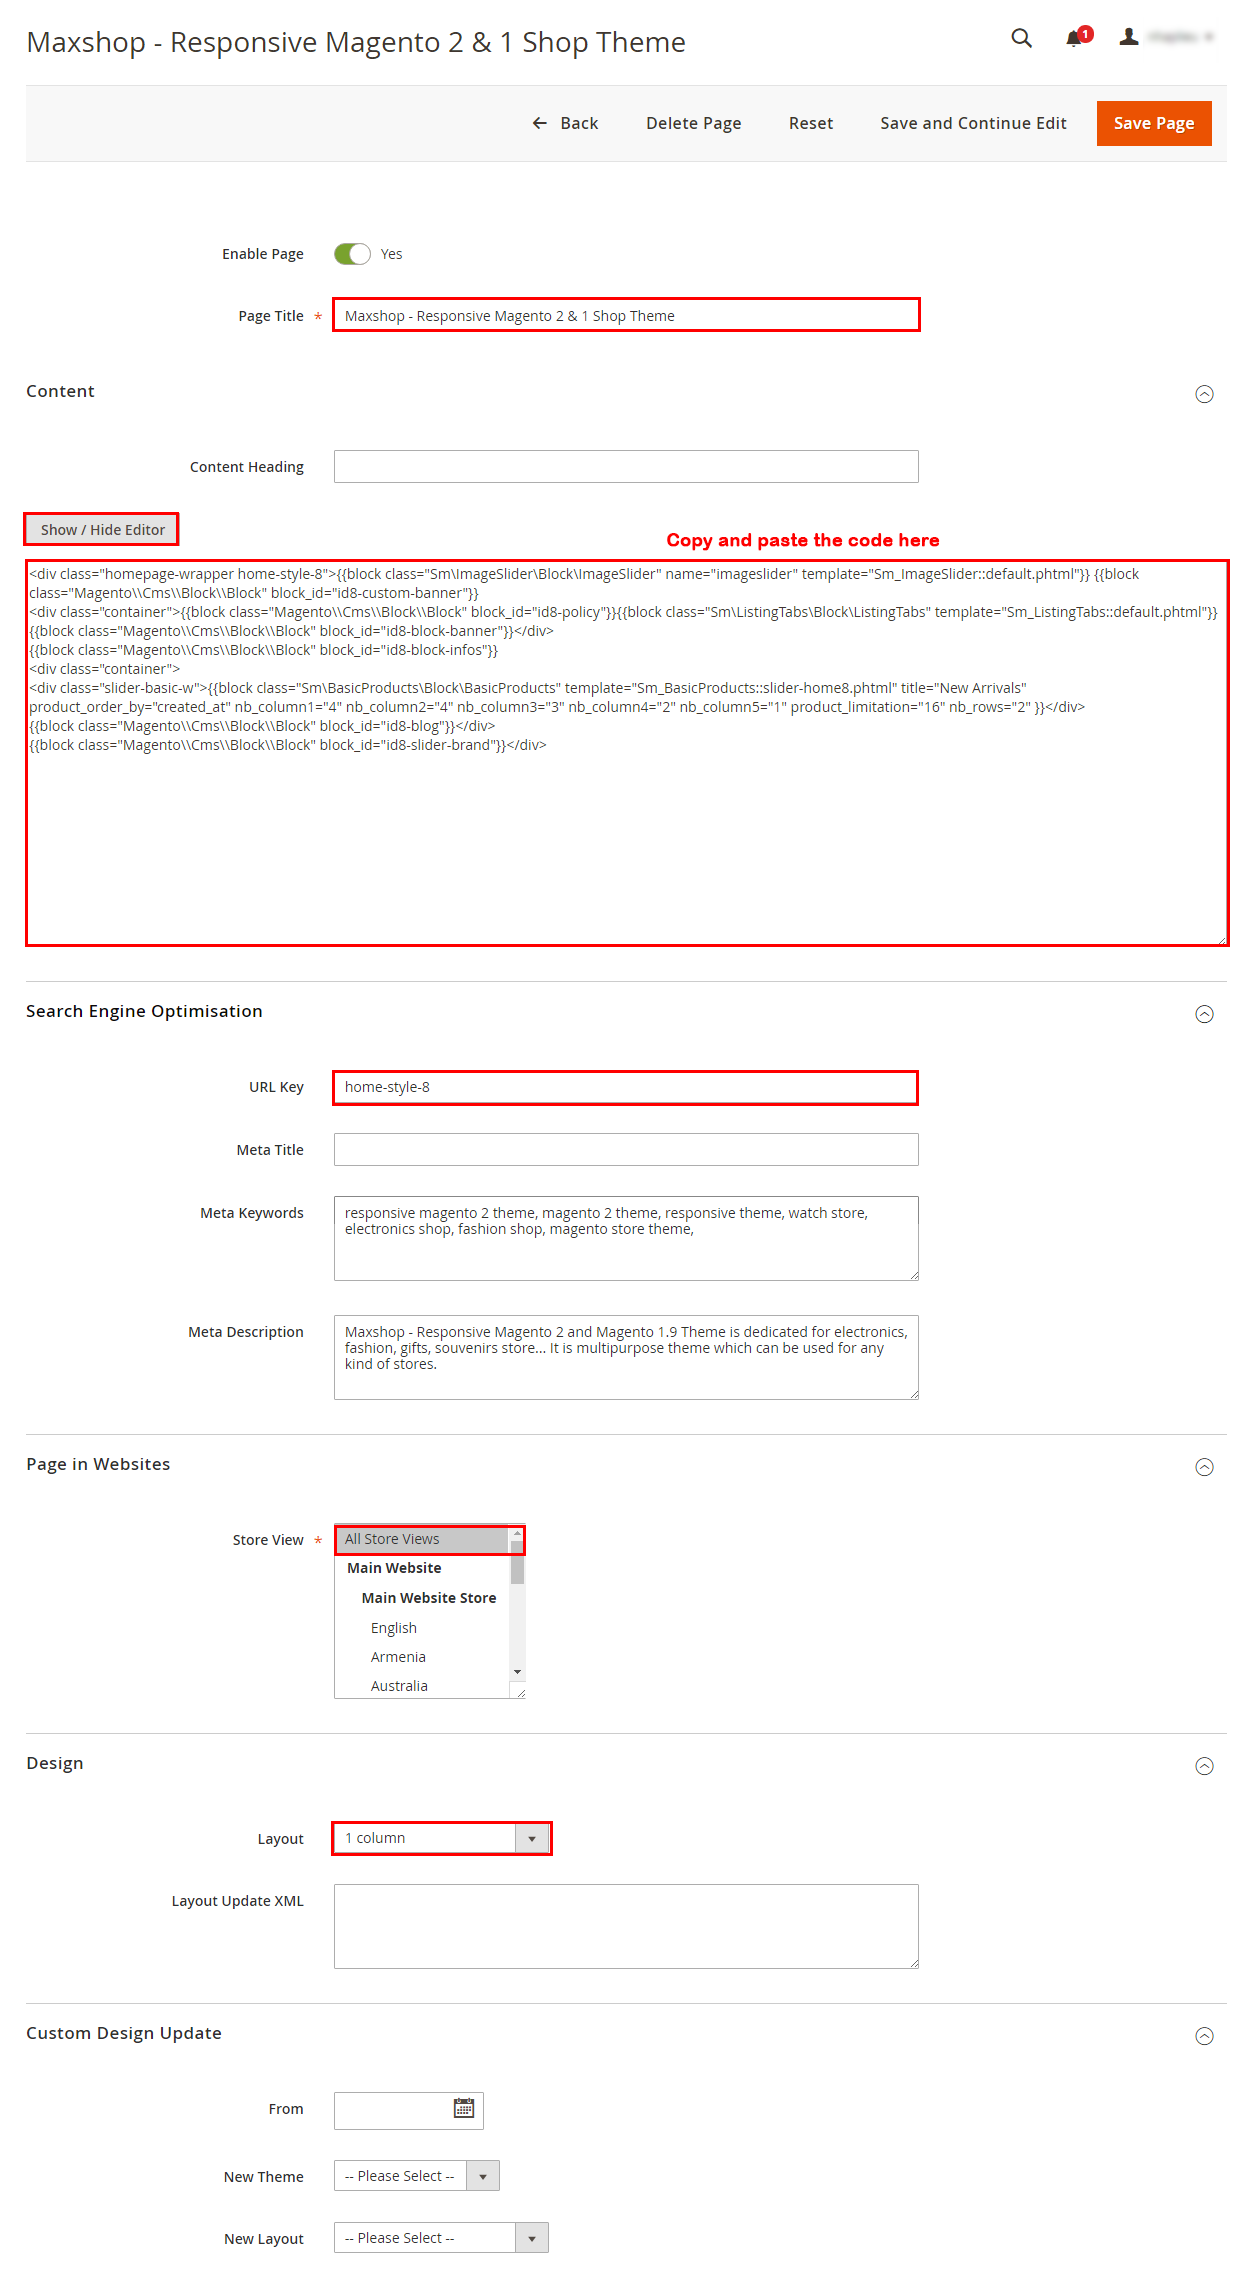 Maxshop - Responsive Magento 2 & 1 Shop Theme
1
Back
Delete Page
Reset
Save and Continue Edit
Save Page
Enable Page
Yes
Page Title *
Maxshop - Responsive Magento 2 & 1 Shop Theme
Content
Content Heading
Show / Hide Editor
Copy and paste the code here
<div class="homepage-wrapper home-style-8">{{block class="Sm\ImageSlider\Block\ImageSlider" name="imageslider" template="Sm_ImageSlider::default.phtml"}} {{block
class="Magento\\Cms\\Block\\Block" block_id="id8-custom-banner"}}
<div class="container">{{block class="Magento\\Cms\\Block\\Block" block_id="id8-policy"}}{{block class="Sm\ListingTabs\Block\ListingTabs" template="Sm_ListingTabs::default.phtml"}}
{{block class="Magento\\Cms\\Block\\Block" block_id="id8-block-banner"}}</div>
{{block class="Magento\\Cms\\Block\\Block" block_id="id8-block-infos"}}
<div class="container">
<div class="slider-basic-w">{{block class="Sm\BasicProducts\Block\BasicProducts" template="Sm_BasicProducts::slider-home8.phtml" title="New Arrivals"
product_order_by="created_at" nb_column1="4" nb_column2="4" nb_column3="3" nb_column4="2" nb_column5="1" product_limitation="16" nb_rows="2" }}</div>
{{block class="Magento\\Cms\\Block\\Block" block_id="id8-blog"}}</div>
{{block class="Magento\\Cms\\Block\\Block" block_id="id8-slider-brand"}}</div>
Search Engine Optimisation
URL Key
home-style-8
Meta Title
Meta Keywords
responsive magento 2 theme, magento 2 theme, responsive theme, watch store,
electronics shop, fashion shop, magento store theme,
Meta Description
Maxshop - Responsive Magento 2 and Magento 1.9 Theme is dedicated for electronics,
fashion, gifts, souvenirs store... It is multipurpose theme which can be used for any
kind of stores.
Page in Websites
Store View *
All Store Views
Main Website
Main Website Store
English
Armenia
Australia
Design
Layout
1 column
Layout Update XML
Custom Design Update
From
New Theme
-- Please Select --
New Layout
-- Please Select --